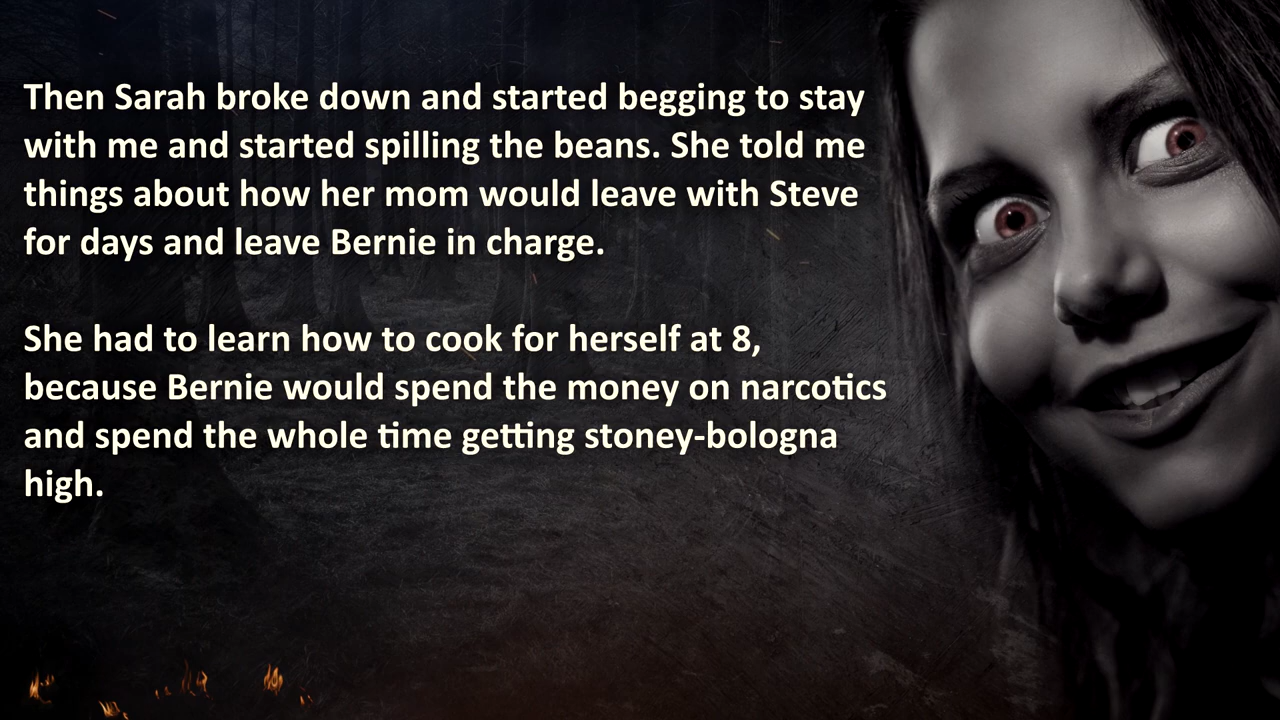 Then Sarah broke down and started begging to stay
with me and started spilling the beans. She told me
things about how her mom would leave with Steve
for days and leave Bernie in charge.
She had to learn how to cook for herself at 8,
because Bernie would spend the money on narcotics
and spend the whole time getting stoney-bologna
high.